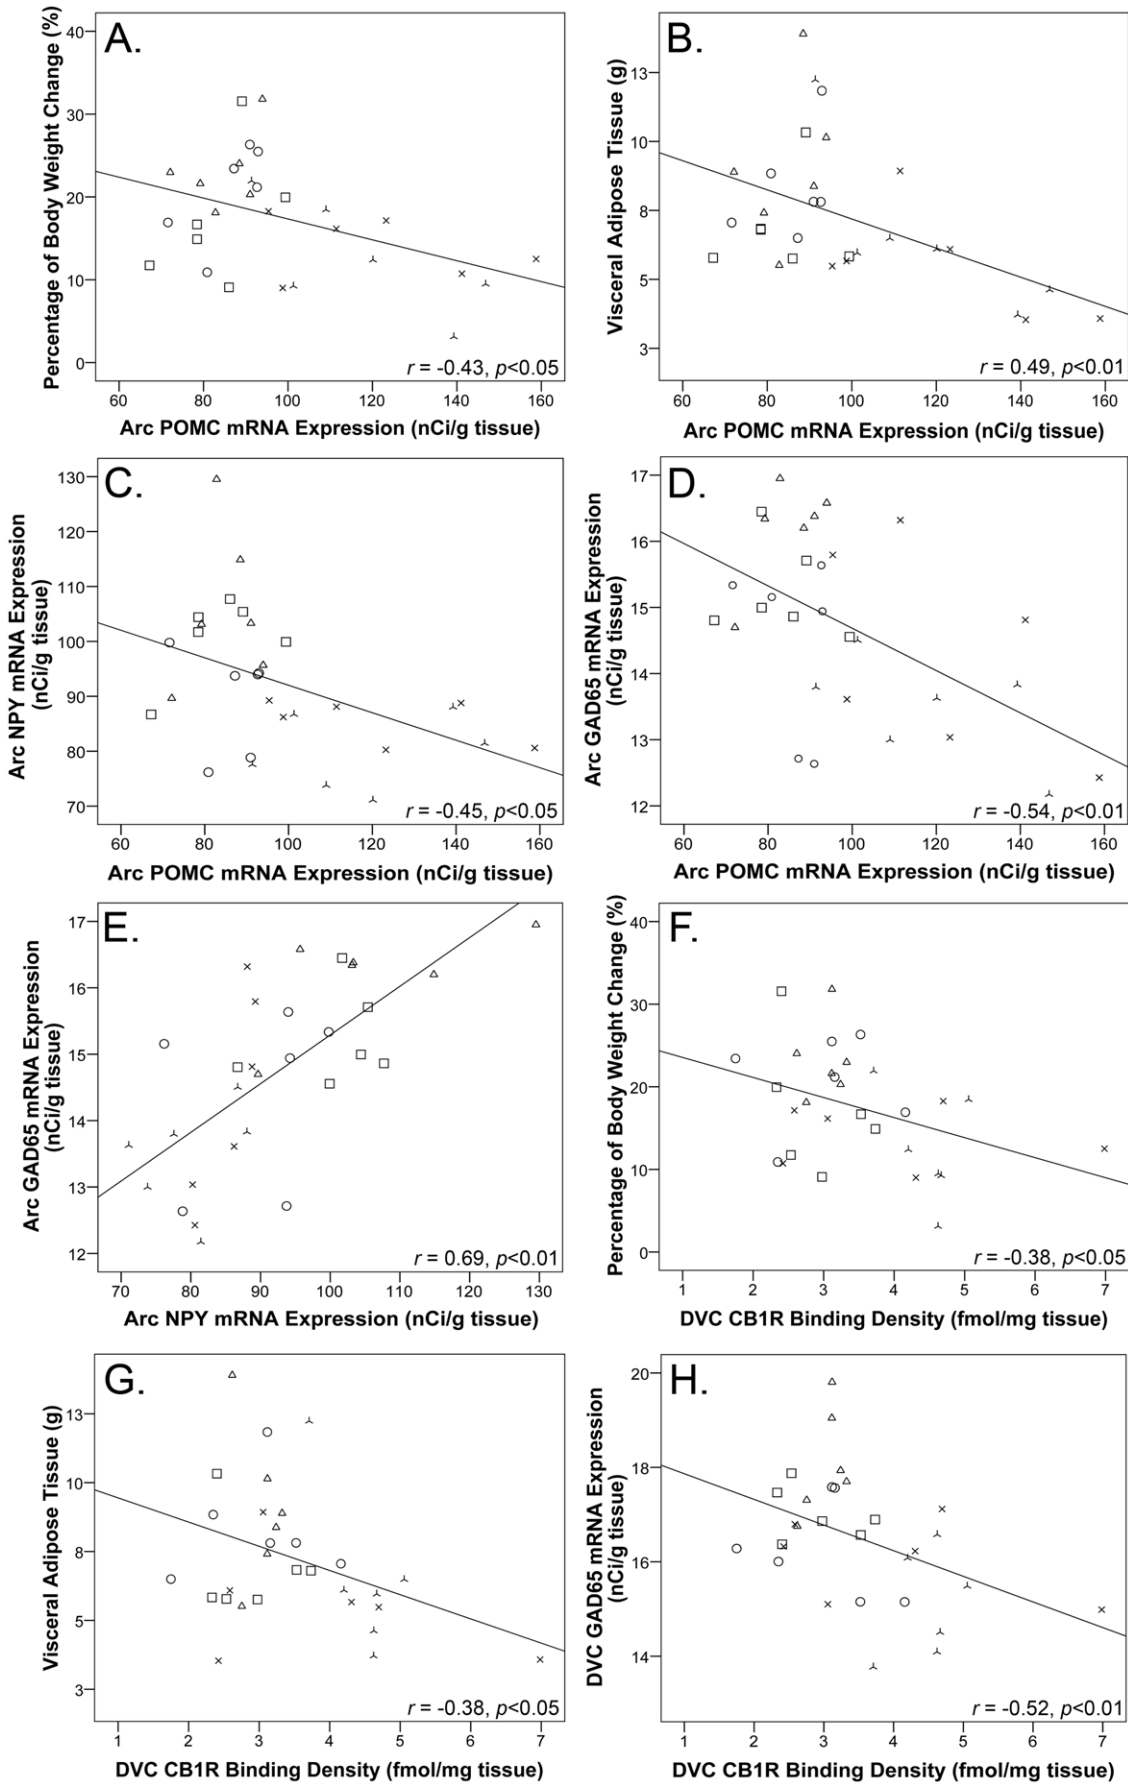 A.
Percentage of Body Weight Change (%)
40
30
20
10
0
r = -0.43, p<0.05
60 80 100 120 140 160
Arc POMC mRNA Expression (nCi/g tissue)
B.
Visceral Adipose Tissue (g)
13
10
8
5
3
r = 0.49, p<0.01
60 80 100 120 140 160
Arc POMC mRNA Expression (nCi/g tissue)
C.
Arc NPY mRNA Expression
(nCi/g tissue)
130
120
110
100
90
80
70
r = -0.45, p<0.05
60 80 100 120 140 160
Arc POMC mRNA Expression (nCi/g tissue)
D.
Arc GAD65 mRNA Expression
(nCi/g tissue)
17
16
15
14
13
12
r = -0.54, p<0.01
60 80 100 120 140 160
Arc POMC mRNA Expression (nCi/g tissue)
E.
Arc GAD65 mRNA Expression
(nCi/g tissue)
17
16
15
14
13
12
r = 0.69, p<0.01
70 80 90 100 110 120 130
Arc NPY mRNA Expression (nCi/g tissue)
F.
Percentage of Body Weight Change (%)
40
30
20
10
0
r = -0.38, p<0.05
1 2 3 4 5 6 7
DVC CB1R Binding Density (fmol/mg tissue)
G.
Visceral Adipose Tissue (g)
13
10
8
5
3
r = -0.38, p<0.05
1 2 3 4 5 6 7
DVC CB1R Binding Density (fmol/mg tissue)
H.
DVC GAD65 mRNA Expression
(nCi/g tissue)
20
18
16
14
r = -0.52, p<0.01
1 2 3 4 5 6 7
DVC CB1R Binding Density (fmol/mg tissue)